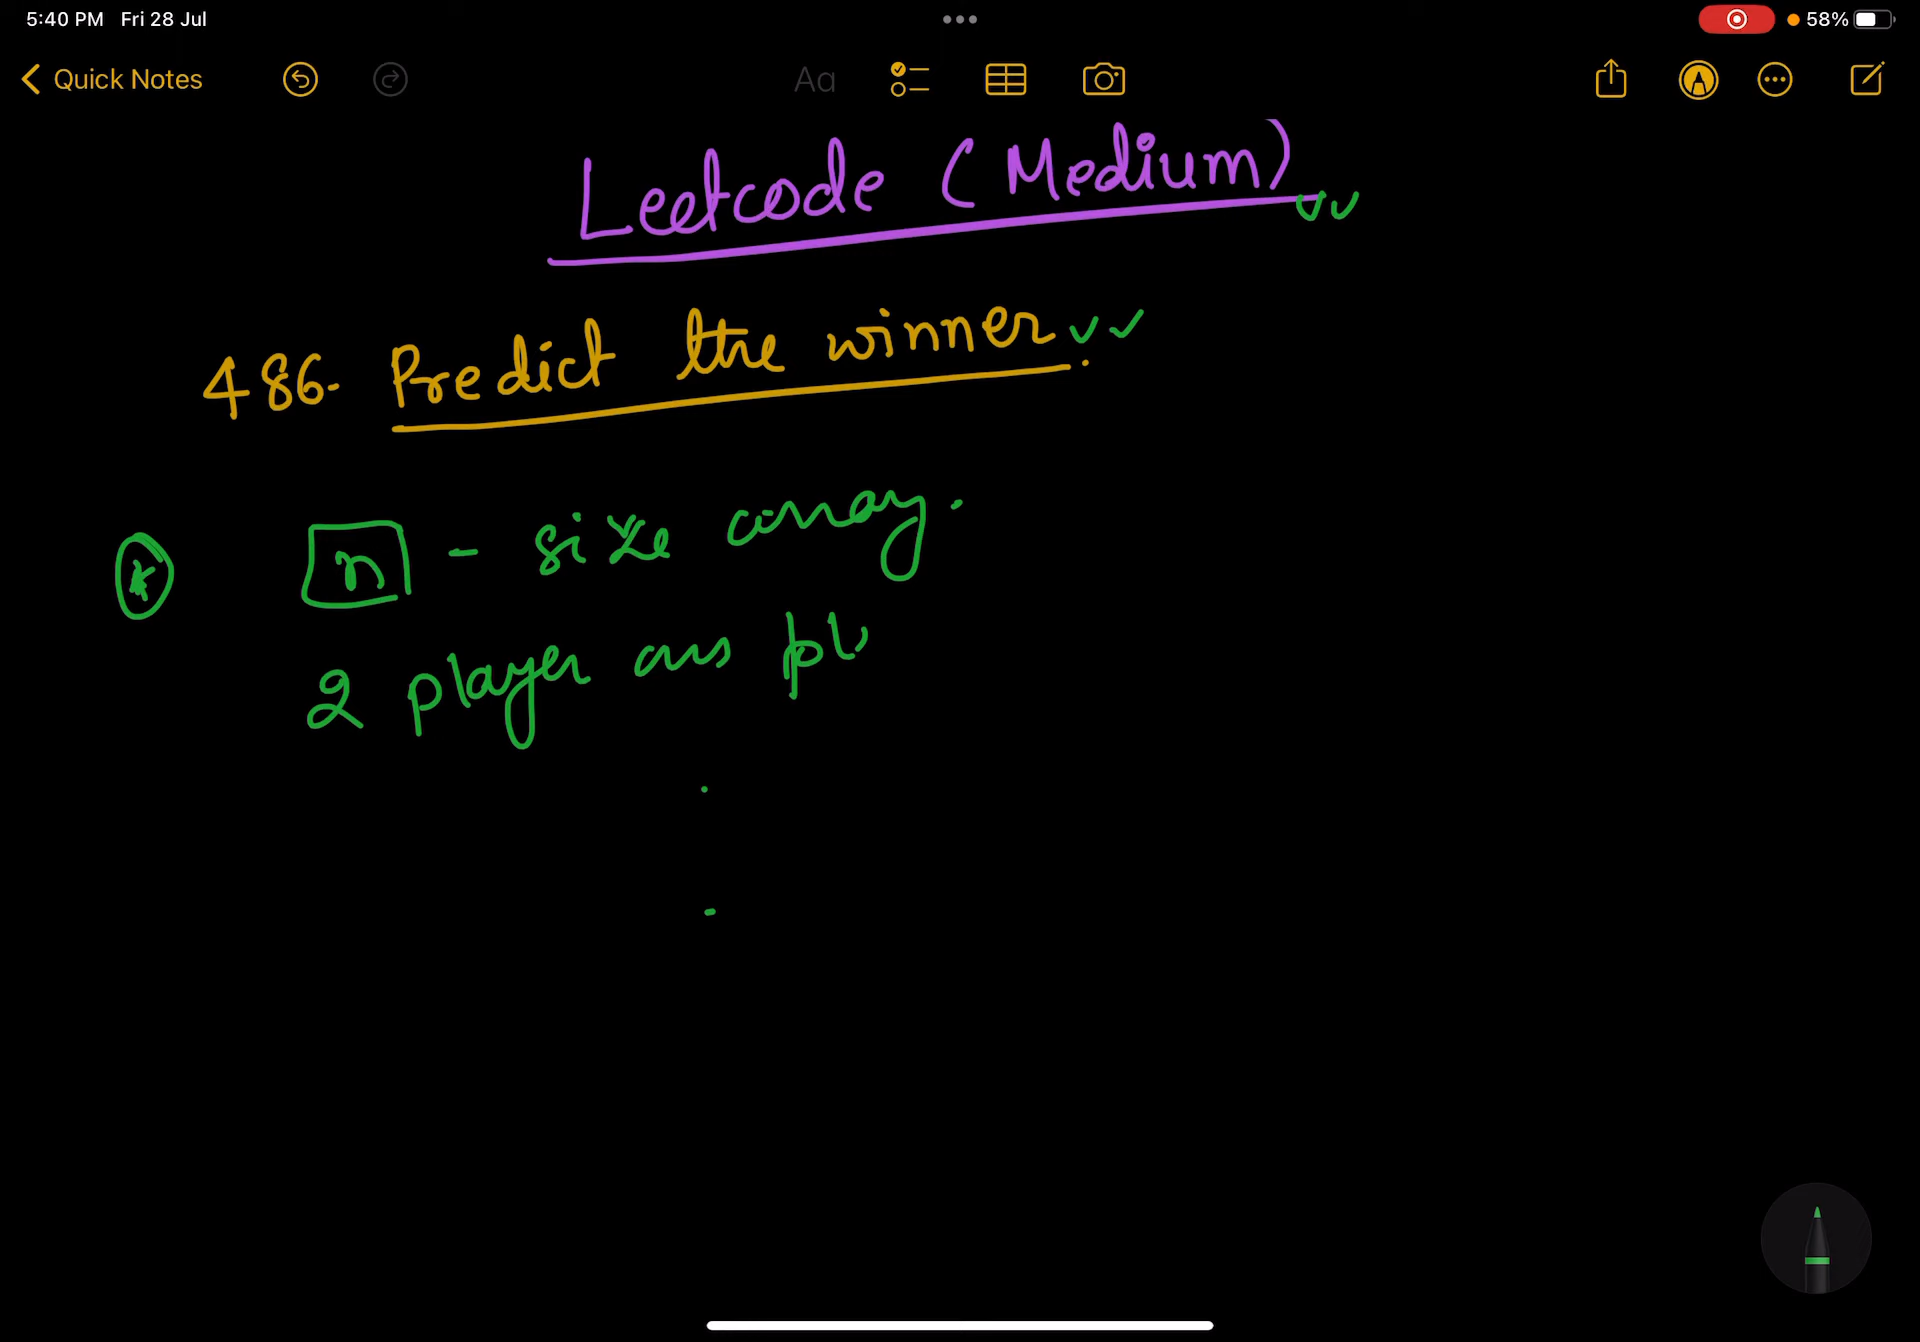 5:40 PM Fri 28 Jul
58%
Quick Notes
Aa
Leetcode (Medium)
486. Predict the winner.
n - size array.
2 player are